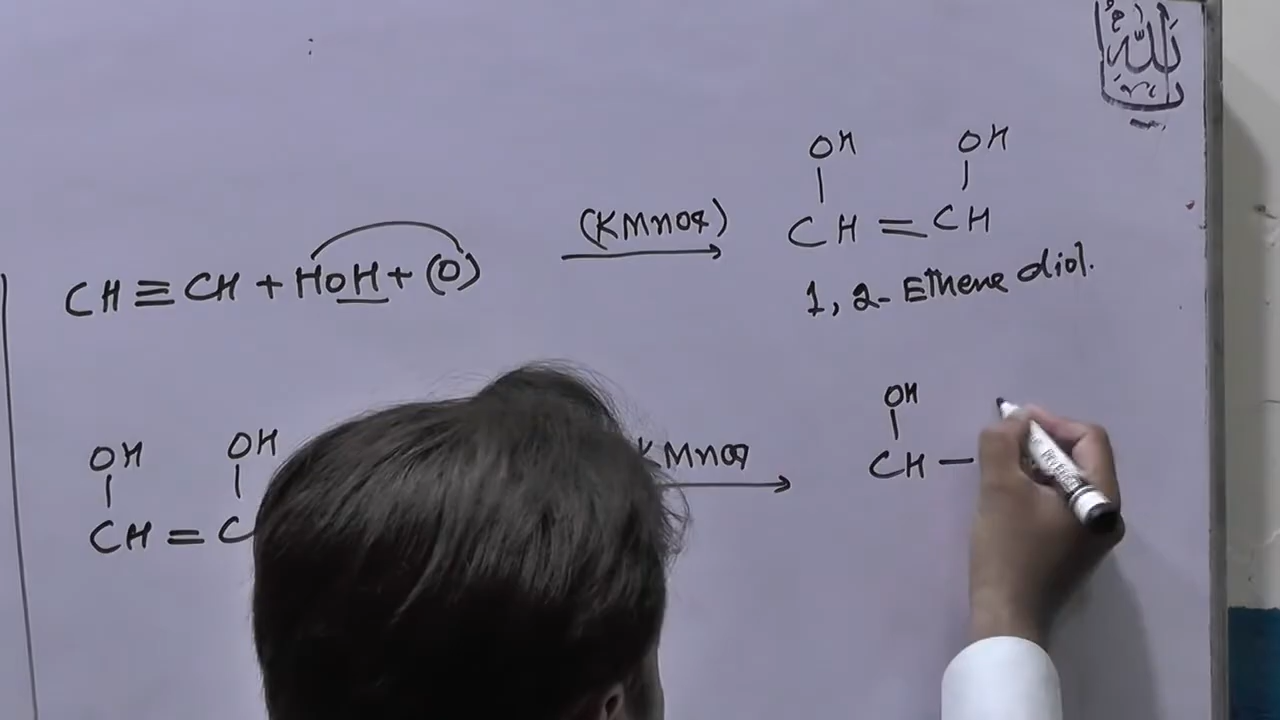 OH OH
CH ≡ CH + HOH + (O) (KMnO4) CH = CH
1, 2- Ethene diol.
OH OH OH
CH = C KMnO4 CH –